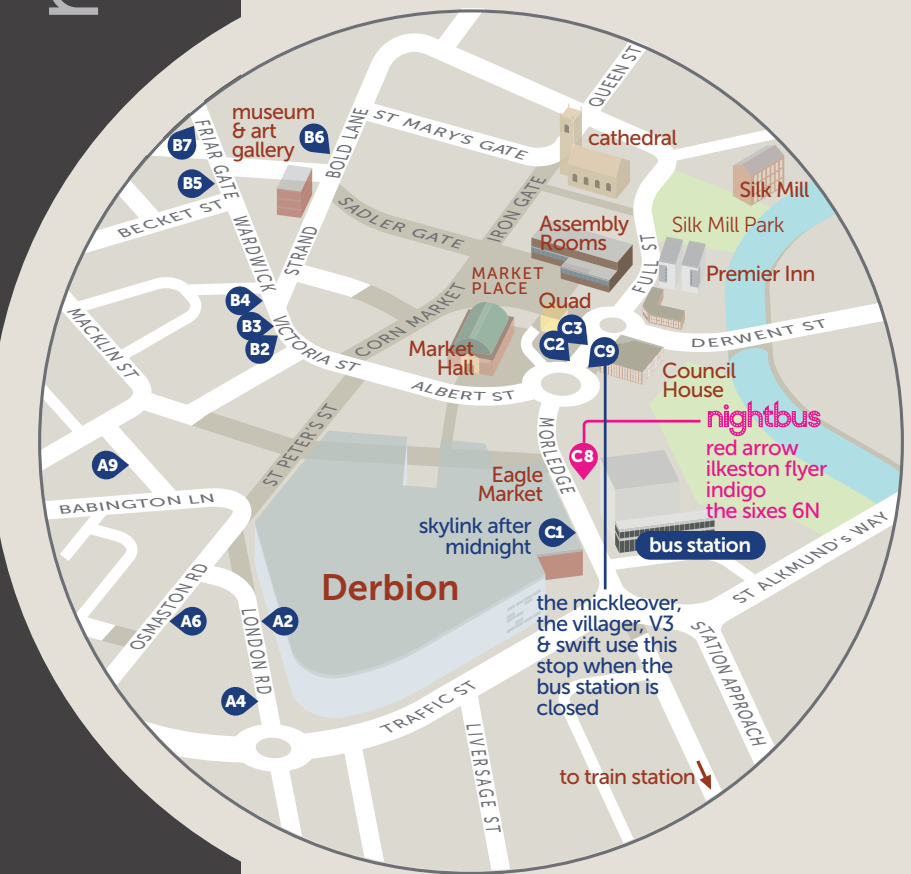 QUEEN ST
museum
& art
gallery
B6
B7
FRIAR GATE
BOLD LANE
ST MARY'S GATE
cathedral
B5
BECKET ST
WARDWICK
STRAND
SADLER GATE
IRON GATE
Silk Mill
Silk Mill Park
Assembly
Rooms
FULL ST
MARKET
PLACE
Premier Inn
Quad
B4
B3
B2
C3
C2
C9
MACKLIN ST
VICTORIA ST
CORN MARKET
Market
Hall
ALBERT ST
DERWENT ST
Council
House
nightbus
red arrow
ilkeston flyer
indigo
the sixes 6N
MORLEDGE
C8
ST PETER'S ST
A9
BABINGTON LN
Eagle
Market
skylink after
midnight
C1
bus station
ST ALKMUND's WAY
Derbion
the mickleover,
the villager, V3
& swift use this
stop when the
bus station is
closed
OSMASTON RD
A6
A2
LONDON RD
A4
TRAFFIC ST
STATION APPROACH
LIVERSAGE ST
to train station